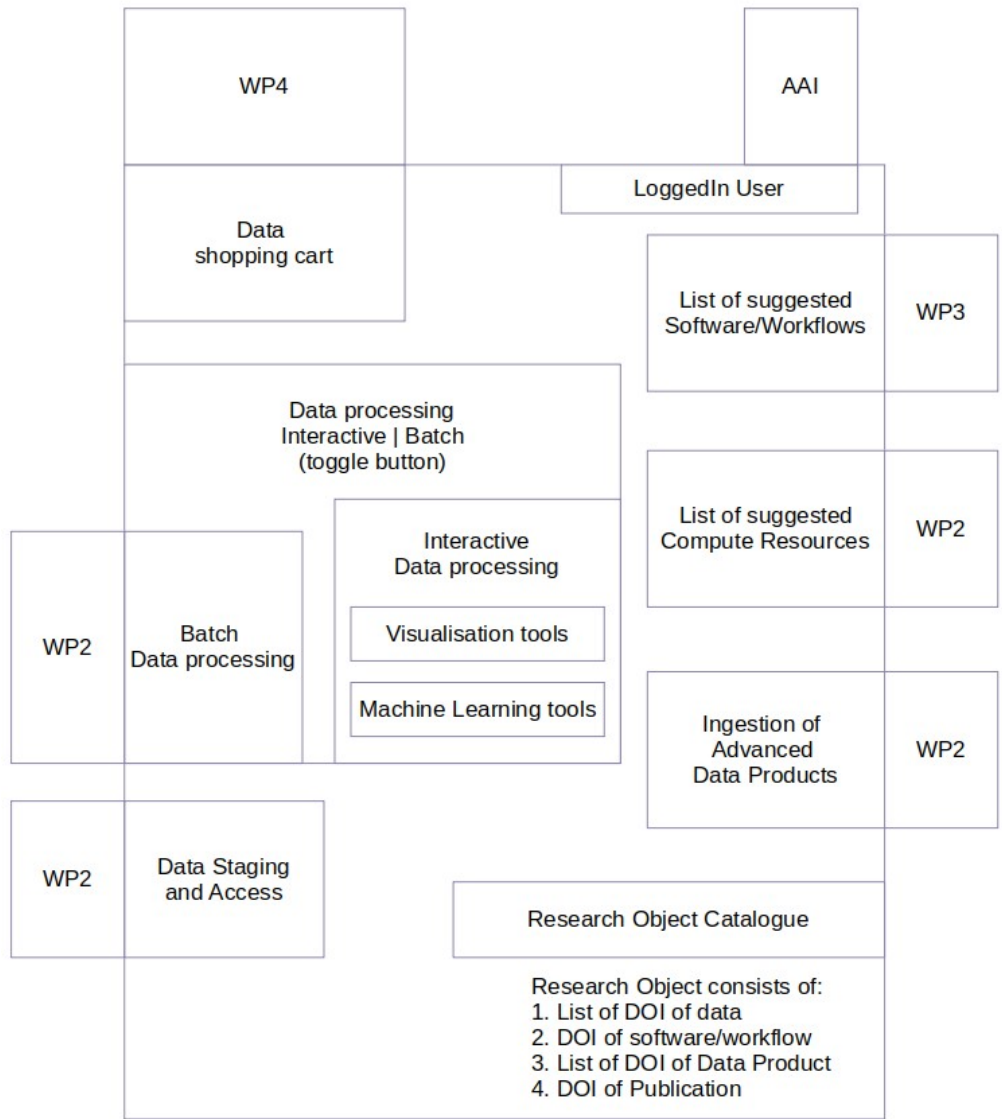 WP4
AAI
LoggedIn User
Data
shopping cart
List of suggested
Software/Workflows
WP3
Data processing
Interactive | Batch
(toggle button)
List of suggested
Compute Resources
WP2
Interactive
Data processing
Visualisation tools
Machine Learning tools
WP2
Batch
Data processing
Ingestion of
Advanced
Data Products
WP2
WP2
Data Staging
and Access
Research Object Catalogue
Research Object consists of:
1. List of DOI of data
2. DOI of software/workflow
3. List of DOI of Data Product
4. DOI of Publication